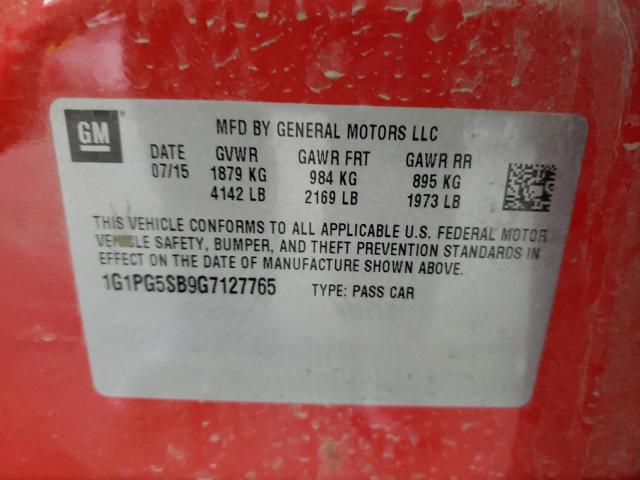 GM
MFD BY GENERAL MOTORS LLC
DATE GVWR GAWR FRT GAWR RR
07/15 1879 KG 984 KG 895 KG
4142 LB 2169 LB 1973 LB
THIS VEHICLE CONFORMS TO ALL APPLICABLE U.S. FEDERAL MOTOR
VEHICLE SAFETY, BUMPER, AND THEFT PREVENTION STANDARDS IN
EFFECT ON THE DATE OF MANUFACTURE SHOWN ABOVE.
1G1PG5SB9G7127765 TYPE: PASS CAR